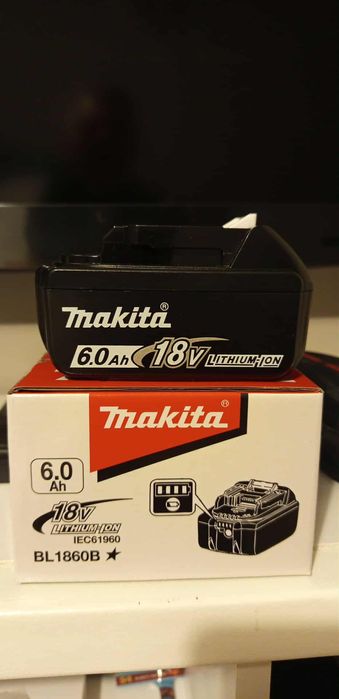 makita®
6.0Ah 18V LITHIUM-ION
makita®
6.0
Ah
18V
LITHIUM-ION
IEC61960
BL1860B ★